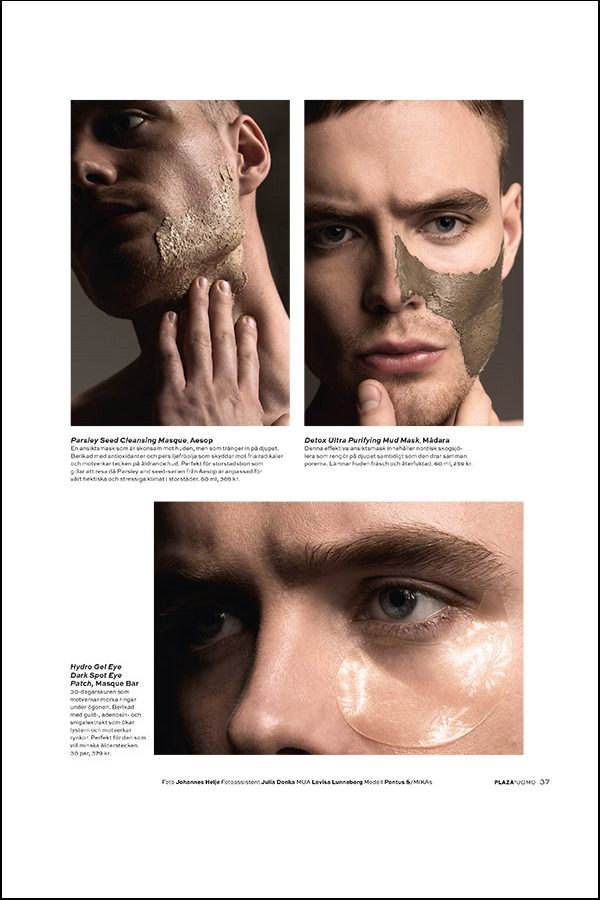 Parsley Seed Cleansing Masque, Aesop
En ansiktsmask som är skonsam mot huden, men som tränger in på djupet.
Berikad med antioxidanter och persiljefröolja som skyddar mot fria radikaler
och motverkar tecken på åldrande hud. Perfekt för storstadsbon som
gillar att resa då Parsley and seed-serien från Aesop är anpassad för
vårt hektiska och stressiga klimat i storstäder. 60 ml, 369 kr.
Detox Ultra Purifying Mud Mask, Mádara
Denna effektiva ansiktsmask innehåller nordisk skogsjö-
lera som rengör på djupet samtidigt som den drar samman
porerna. Lämnar huden fräsch och återfuktad. 60 ml, 259 kr.
Hydro Gel Eye
Dark Spot Eye
Patch, Masque Bar
30-dagarskuren som
motverkar mörka ringar
under ögonen. Berikad
med guld-, adenosin- och
snigelextrakt som ökar
lystern och motverkar
rynkor. Perfekt för den som
vill minska ålderstecken.
30 par, 379 kr.
Foto Johannes Helje Fotoassistent Julia Donka MUA Lovisa Lunneborg Modell Pontus S/MIKAs
PLAZA UOMO 37